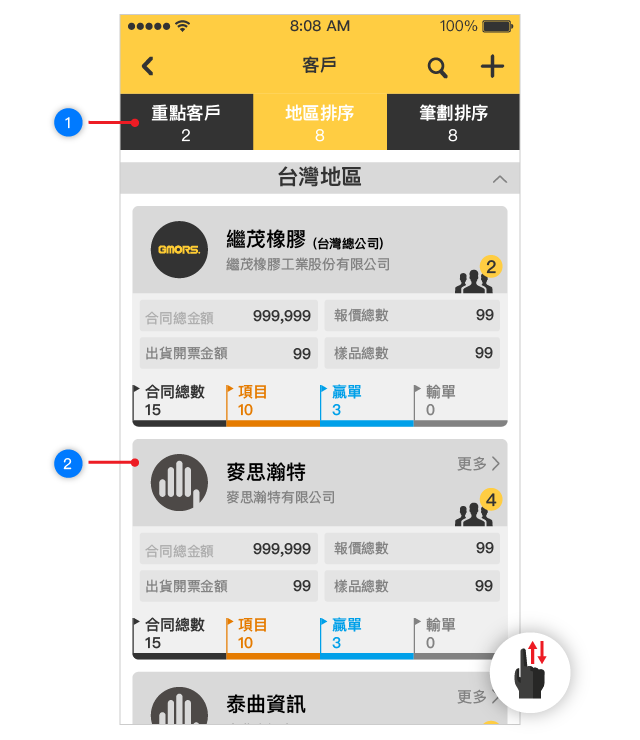 8:08 AM 100%
客戶
1
重點客戶 地區排序 筆劃排序
2 8 8
台灣地區
GMORS.
繼茂橡膠 (台灣總公司)
繼茂橡膠工業股份有限公司
2
合同總金額 999,999 報價總數 99
出貨開票金額 99 樣品總數 99
合同總數 項目 贏單 輸單
15 10 3 0
2
麥思瀚特 更多
麥思瀚特有限公司
4
合同總金額 999,999 報價總數 99
出貨開票金額 99 樣品總數 99
合同總數 項目 贏單 輸單
15 10 3 0
泰曲資訊 更多